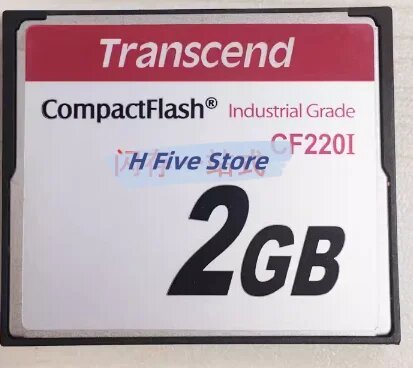 Transcend
CompactFlash® Industrial Grade
CF220I
H Five Store
2GB